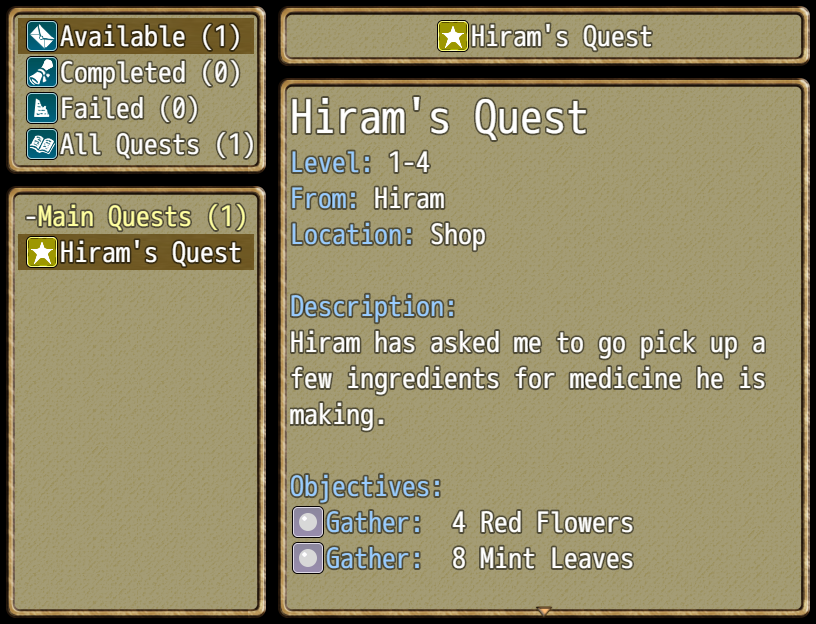 Available (1)
Completed (0)
Failed (0)
All Quests (1)
-Main Quests (1)
Hiram's Quest
Hiram's Quest
Hiram's Quest
Level: 1-4
From: Hiram
Location: Shop
Description:
Hiram has asked me to go pick up a
few ingredients for medicine he is
making.
Objectives:
Gather: 4 Red Flowers
Gather: 8 Mint Leaves